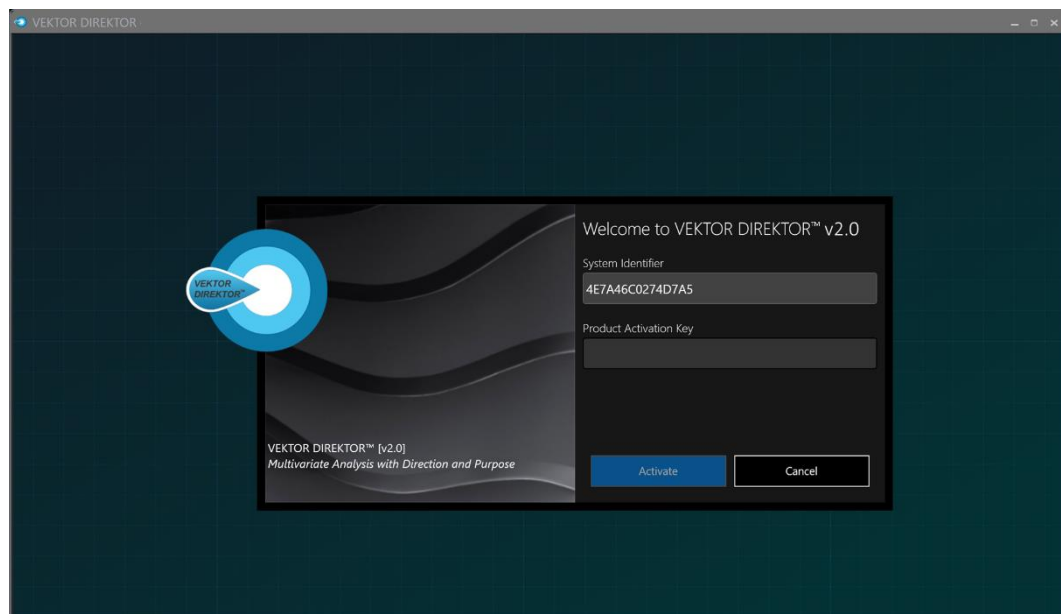 VEKTOR DIREKTOR
VEKTOR
DIREKTOR™
VEKTOR DIREKTOR™ [v2.0]
Multivariate Analysis with Direction and Purpose
Welcome to VEKTOR DIREKTOR™ v2.0
System Identifier
4E7A46C0274D7A5
Product Activation Key
Activate
Cancel